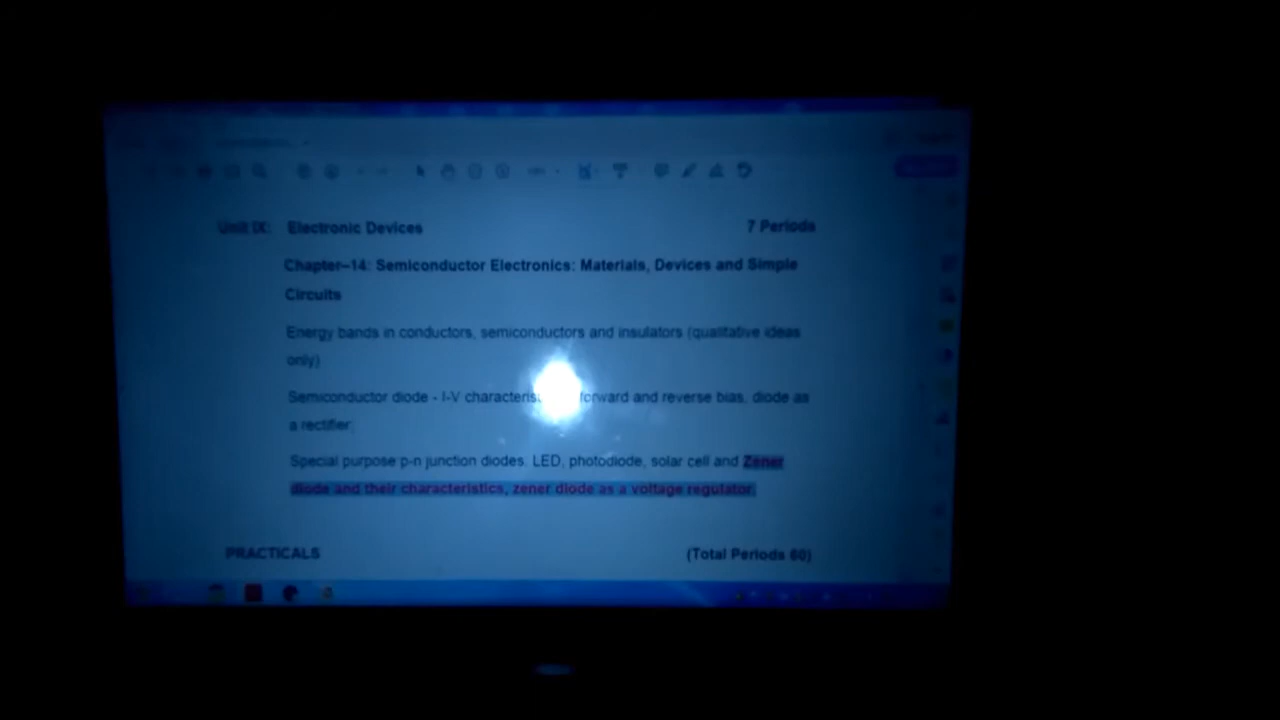 Unit IX: Electronic Devices 7 Periods
Chapter–14: Semiconductor Electronics: Materials, Devices and Simple
Circuits
Energy bands in conductors, semiconductors and insulators (qualitative ideas
only)
Semiconductor diode - I-V forward and reverse bias, diode as
a rectifier;
Special purpose p-n junction diodes: LED, photodiode, solar cell and Zener
diode and their characteristics, zener diode as a voltage regulator.
PRACTICALS (Total Periods 60)